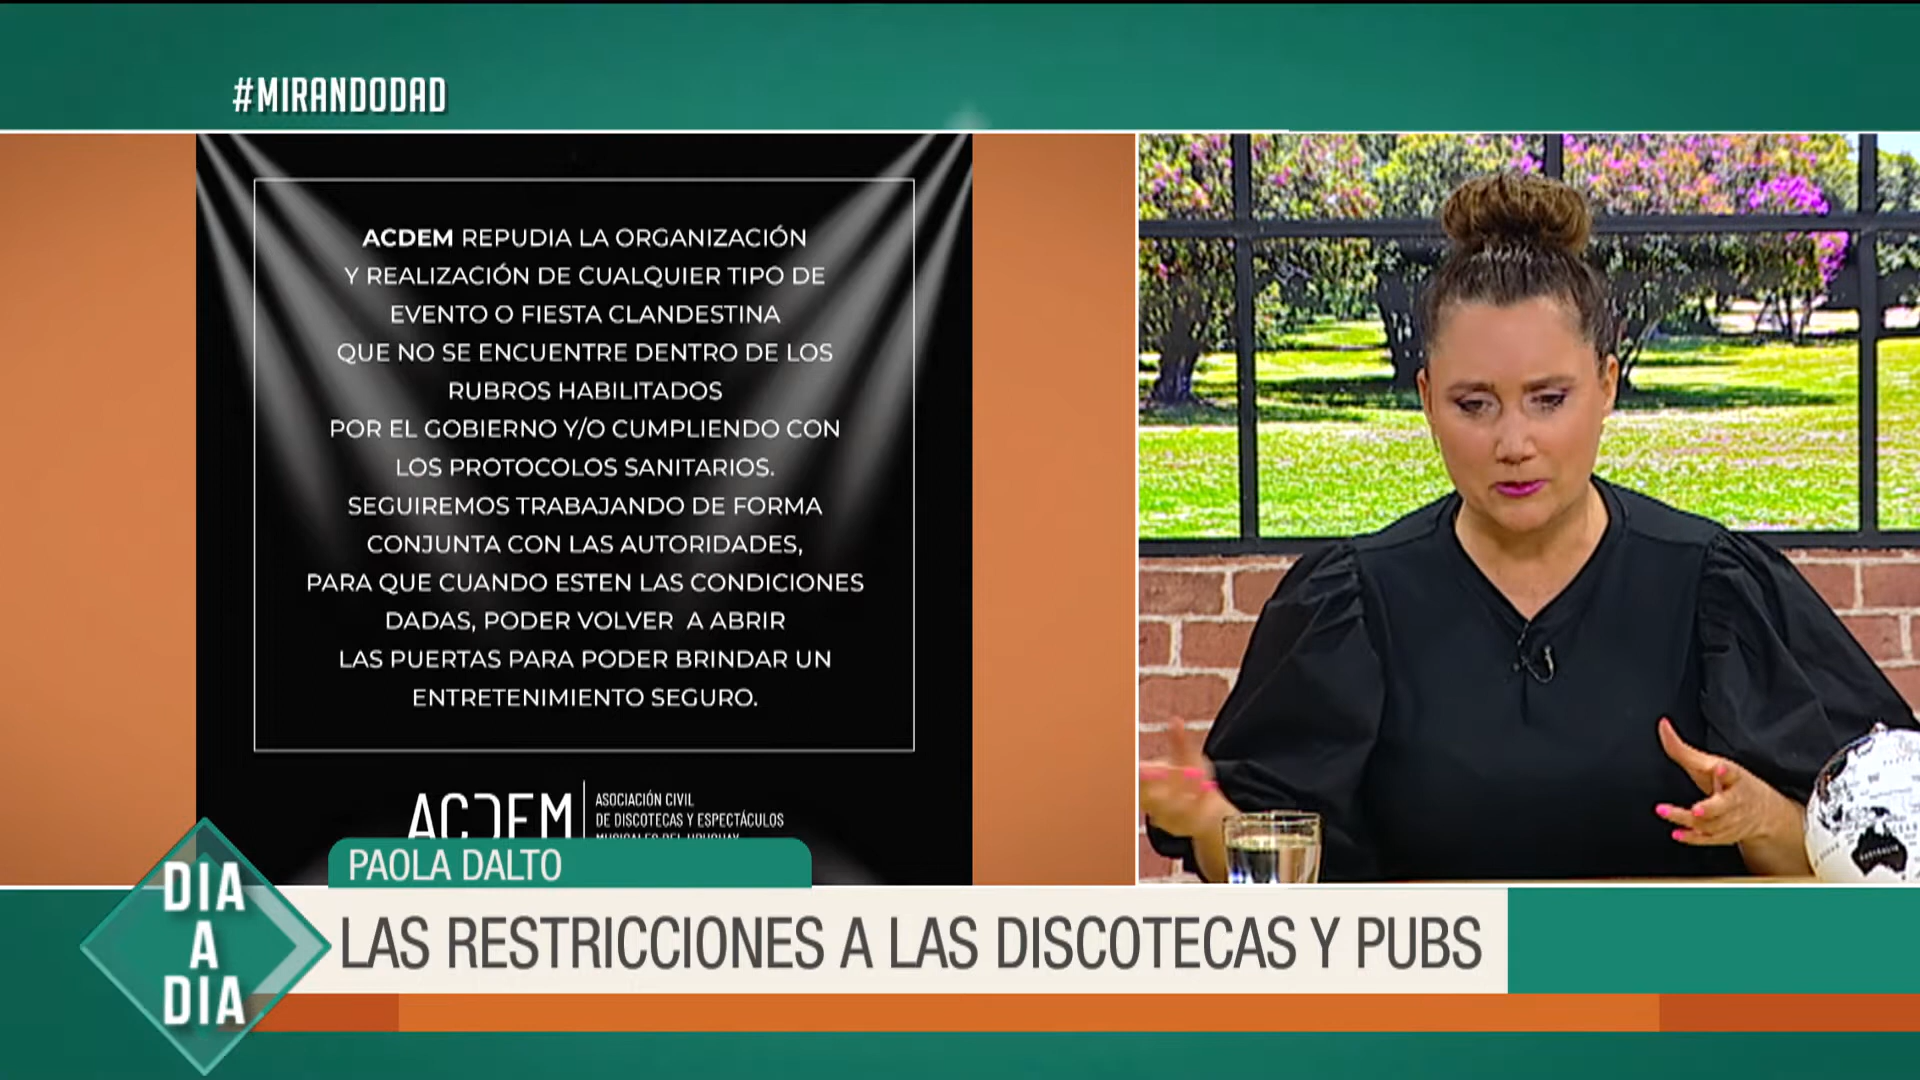 #MIRANDODAD
ACDEM REPUDIA LA ORGANIZACIÓN
Y REALIZACIÓN DE CUALQUIER TIPO DE
EVENTO O FIESTA CLANDESTINA
QUE NO SE ENCUENTRE DENTRO DE LOS
RUBROS HABILITADOS
POR EL GOBIERNO Y/O CUMPLIENDO CON
LOS PROTOCOLOS SANITARIOS.
SEGUIREMOS TRABAJANDO DE FORMA
CONJUNTA CON LAS AUTORIDADES,
PARA QUE CUANDO ESTEN LAS CONDICIONES
DADAS, PODER VOLVER A ABRIR
LAS PUERTAS PARA PODER BRINDAR UN
ENTRETENIMIENTO SEGURO.
ACDEM
ASOCIACIÓN CIVIL
DE DISCOTECAS Y ESPECTÁCULOS
MUSICALES DEL URUGUAY
PAOLA DALTO
LAS RESTRICCIONES A LAS DISCOTECAS Y PUBS
DIA
A
DIA